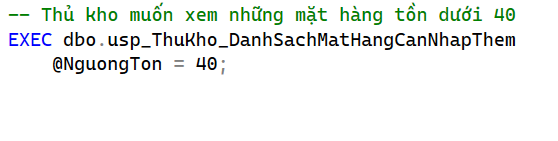 -- Thủ kho muốn xem những mặt hàng tồn dưới 40
EXEC dbo.usp_ThuKho_DanhSachMatHangCanNhapThem
    @NguongTon = 40;